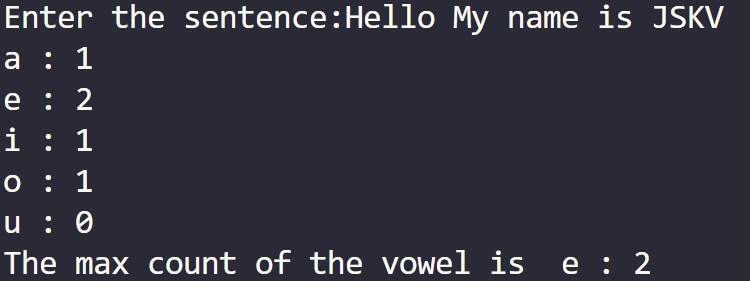 Enter the sentence:Hello My name is JSKV
a : 1
e : 2
i : 1
o : 1
u : 0
The max count of the vowel is  e : 2